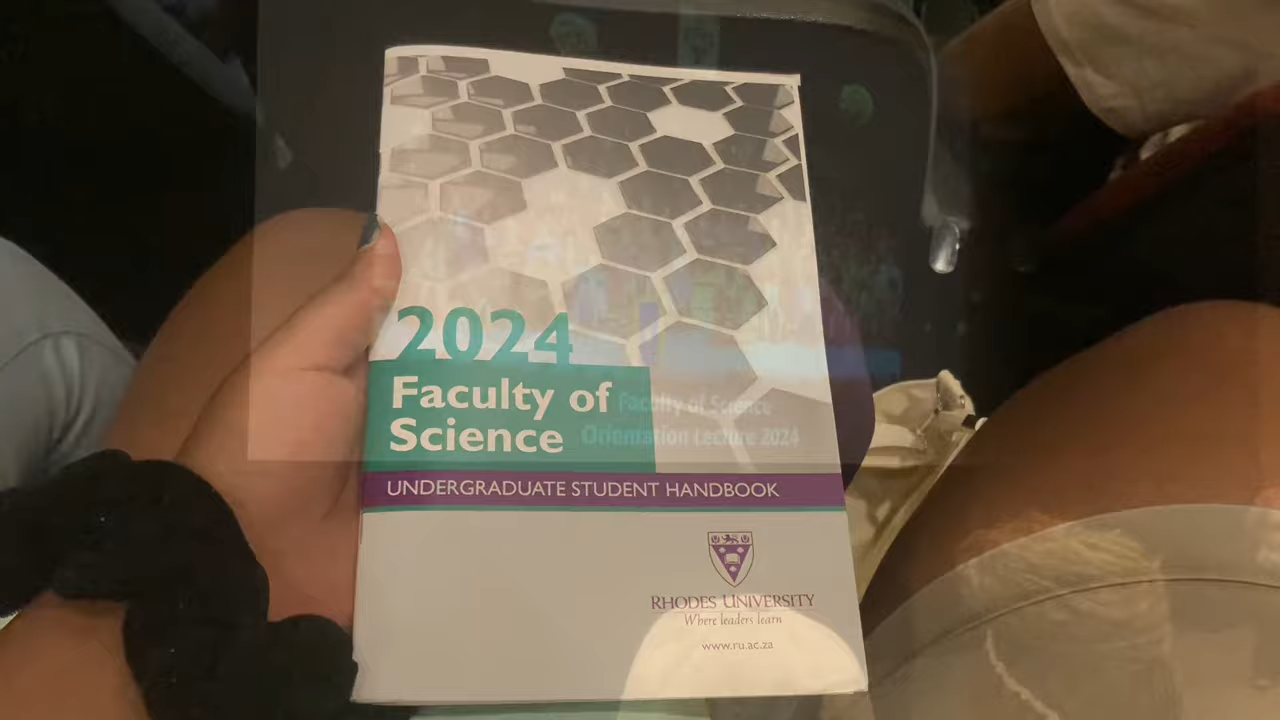 2024
Faculty of
Science
Faculty of Science
Orientation Lecture 2024
UNDERGRADUATE STUDENT HANDBOOK
RHODES UNIVERSITY
Where leaders learn
www.ru.ac.za